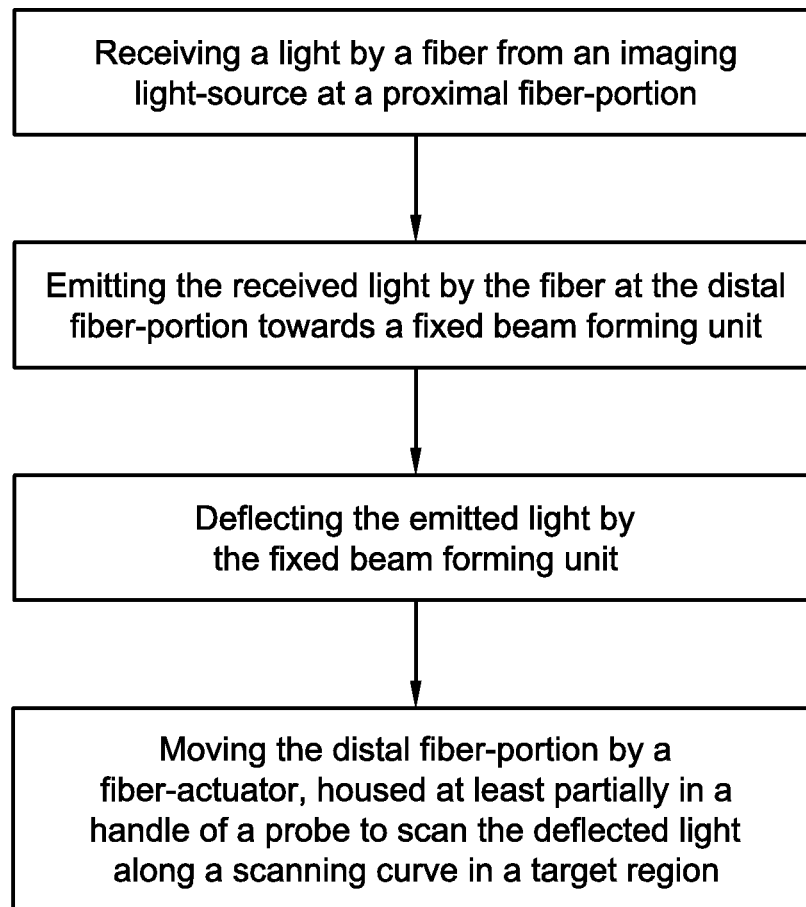 Receiving a light by a fiber from an imaging
light-source at a proximal fiber-portion
Emitting the received light by the fiber at the distal
fiber-portion towards a fixed beam forming unit
Deflecting the emitted light by
the fixed beam forming unit
Moving the distal fiber-portion by a
fiber-actuator, housed at least partially in a
handle of a probe to scan the deflected light
along a scanning curve in a target region